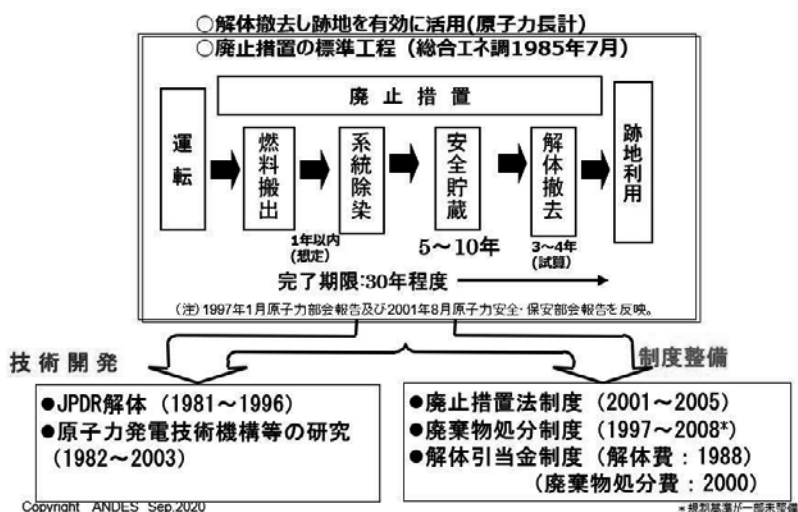 ○解体撤去し跡地を有効に活用(原子力長計)
○廃止措置の標準工程（総合エネ調1985年7月）
廃止措置
運転
燃料搬出
系統除染
安全貯蔵
解体撤去
跡地利用
1年以内
(想定)
5～10年
3～4年
(試算)
完了期限:30年程度
(注)1997年1月原子力部会報告及び2001年8月原子力安全・保安部会報告を反映。
技術開発
制度整備
●JPDR解体（1981～1996）
●原子力発電技術機構等の研究
（1982～2003）
●廃止措置法制度（2001～2005）
●廃棄物処分制度（1997～2008*）
●解体引当金制度（解体費：1988）
（廃棄物処分費：2000）
Copyright ANDES Sep.2020
*規制基準が一部未整備